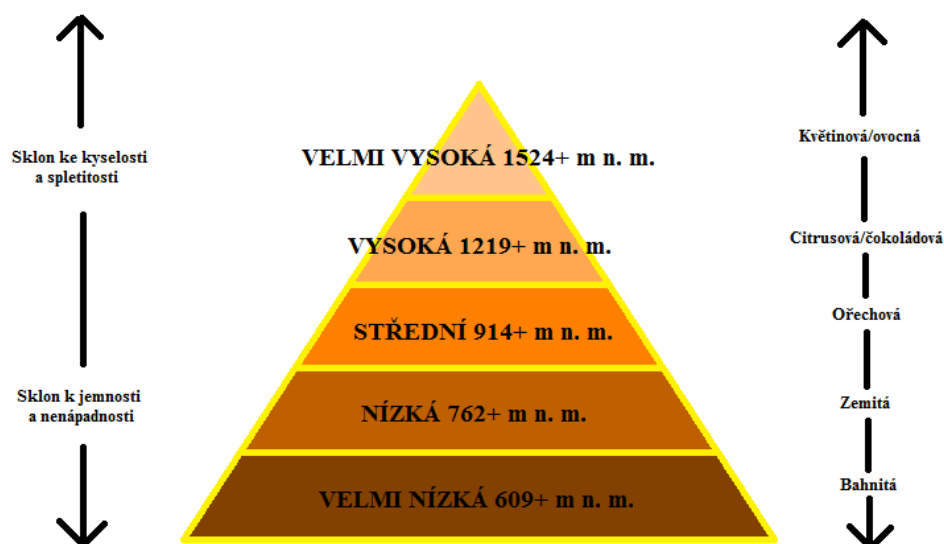 Sklon ke kyselosti
a spletitosti
Sklon k jemnosti
a nenápadnosti
VELMI VYSOKÁ 1524+ m n. m.
VYSOKÁ 1219+ m n. m.
STŘEDNÍ 914+ m n. m.
NÍZKÁ 762+ m n. m.
VELMI NÍZKÁ 609+ m n. m.
Květinová/ovocná
Citrusová/čokoládová
Ořechová
Zemitá
Bahnitá